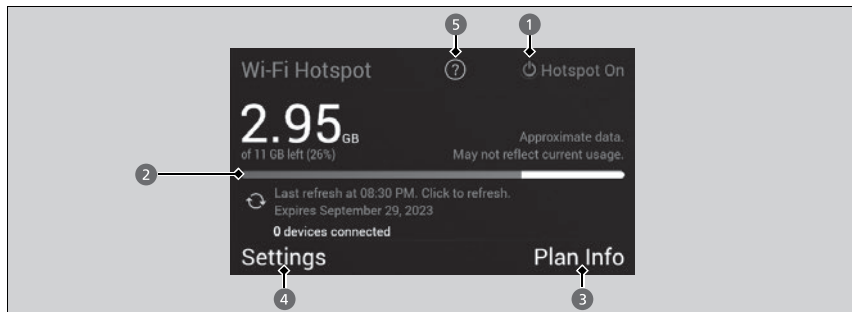 5 1
Wi-Fi Hotspot ? Hotspot On
2.95 GB
Approximate data.
of 11 GB left (26%) May not reflect current usage.
2
Last refresh at 08:30 PM. Click to refresh.
Expires September 29, 2023
0 devices connected
Settings Plan Info
4 3